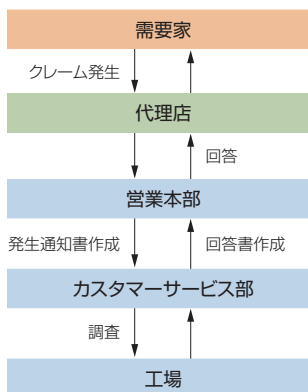 需要家
クレーム発生
代理店
回答
営業本部
発生通知書作成
回答書作成
カスタマーサービス部
調査
工場